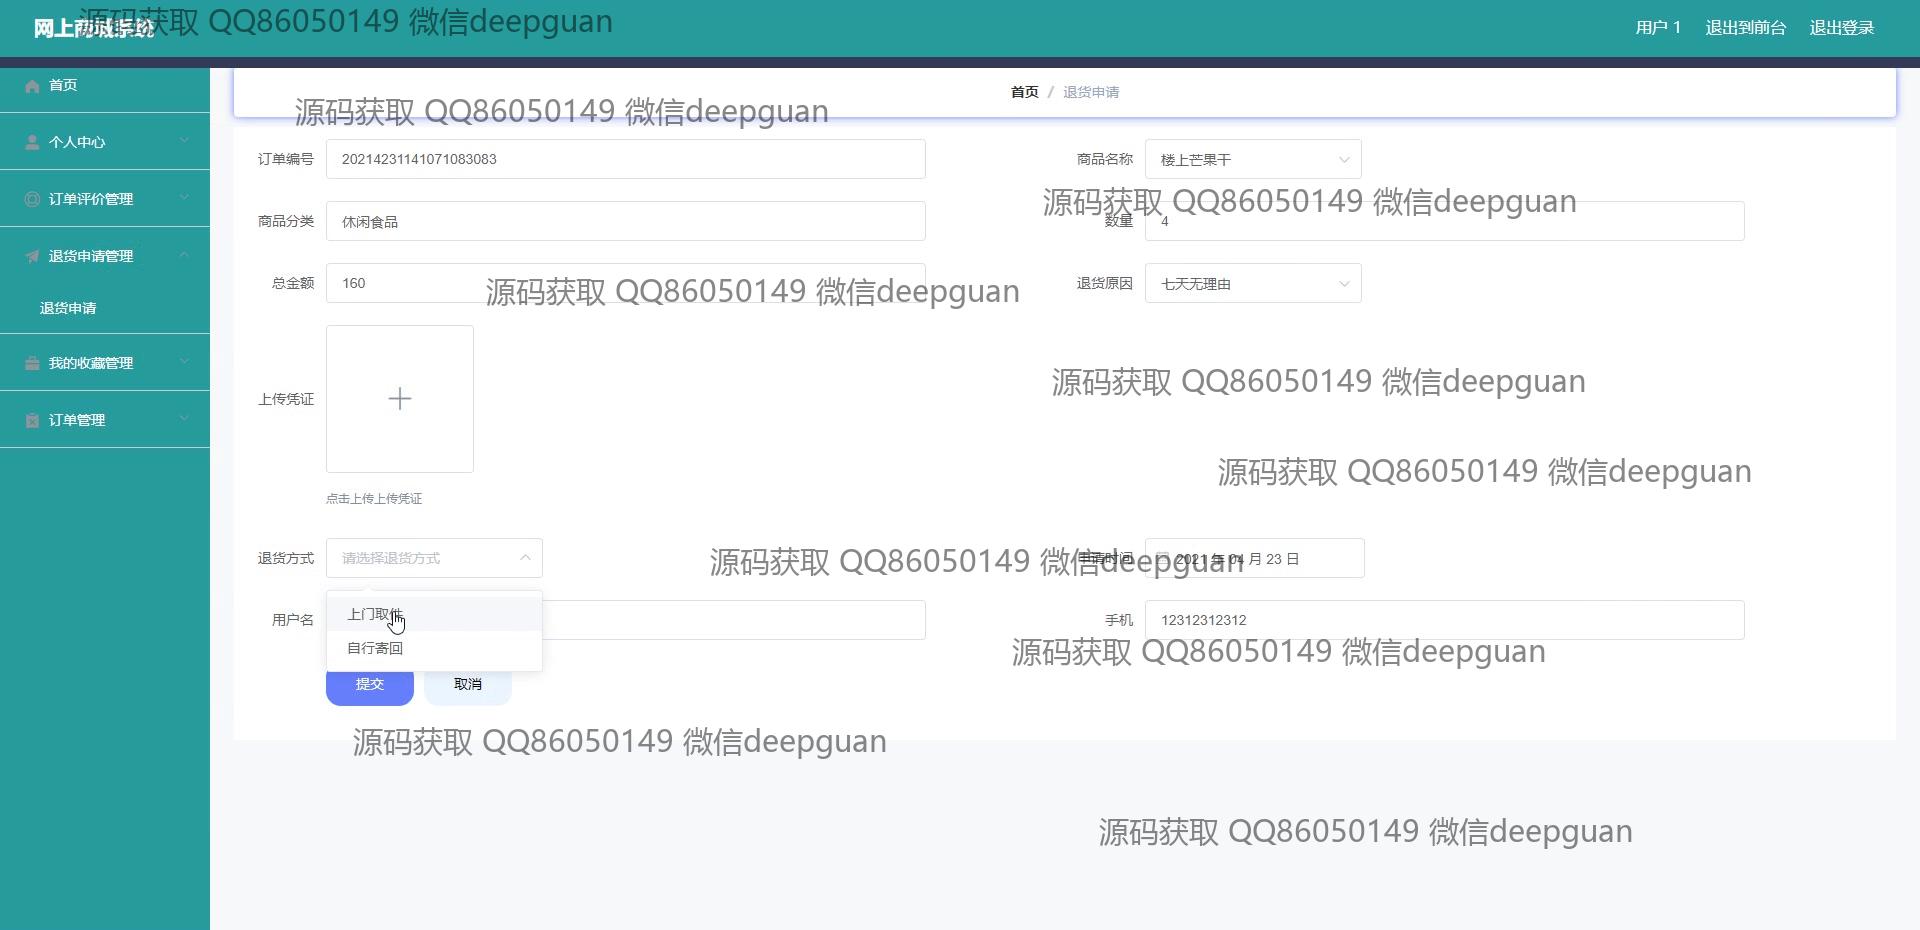 网上商城系统
源码获取 QQ86050149 微信deepguan
用户 1 退出到前台 退出登录
首页
个人中心
订单评价管理
退货申请管理
退货申请
我的收藏管理
订单管理
首页 / 退货申请
源码获取 QQ86050149 微信deepguan
订单编号 20214231141071083083
商品名称 楼上芒果干
源码获取 QQ86050149 微信deepguan
商品分类 休闲食品
数量 4
总金额 160
源码获取 QQ86050149 微信deepguan
退货原因 七天无理由
源码获取 QQ86050149 微信deepguan
上传凭证
源码获取 QQ86050149 微信deepguan
点击上传上传凭证
退货方式 请选择退货方式
源码获取 QQ86050149 微信deepguan
申请时间 2021 年 04 月 23 日
上门取件
自行寄回
用户名
手机 12312312312
源码获取 QQ86050149 微信deepguan
提交 取消
源码获取 QQ86050149 微信deepguan
源码获取 QQ86050149 微信deepguan